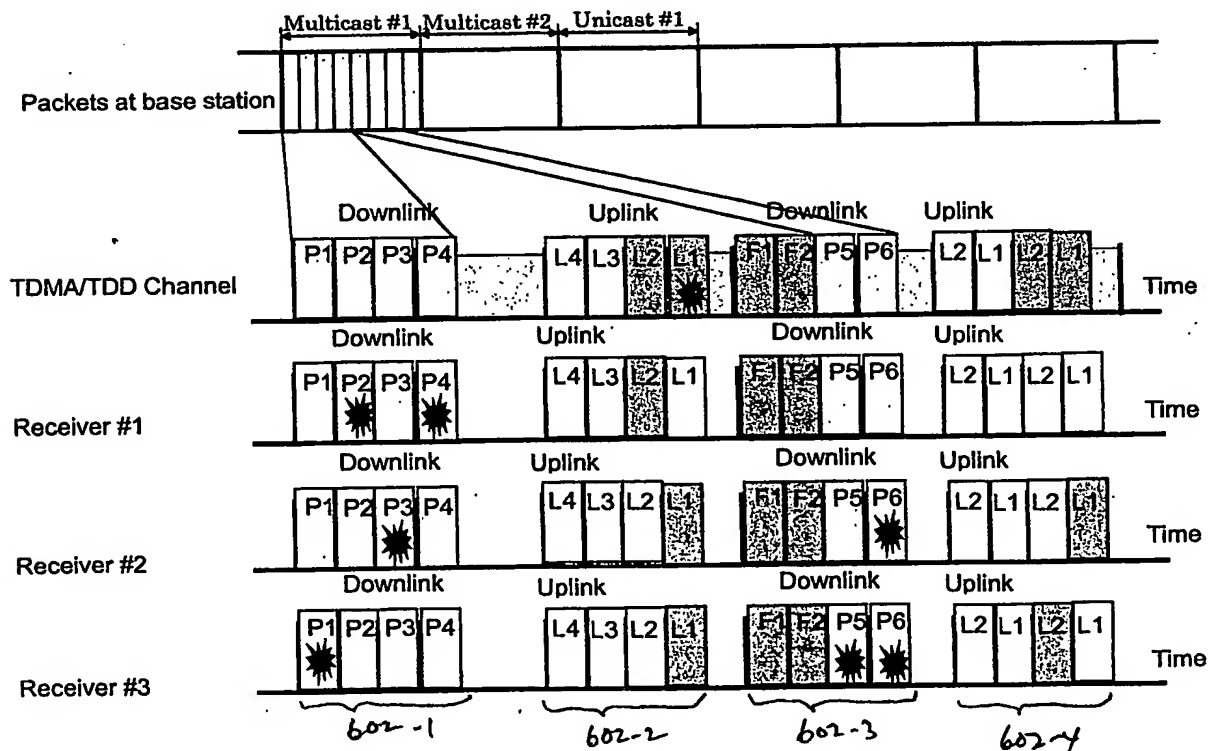 Multicast #1 Multicast #2 Unicast #1
Packets at base station
Downlink Uplink Downlink Uplink
P1 P2 P3 P4 L4 L3 L2 L1 F1 F2 P5 P6 L2 L1 L2 L1
TDMA/TDD Channel Time
Downlink Uplink Downlink Uplink
P1 P2 P3 P4 L4 L3 L2 L1 F1 F2 P5 P6 L2 L1 L2 L1
Receiver #1 Time
Downlink Uplink Downlink Uplink
P1 P2 P3 P4 L4 L3 L2 L1 F1 F2 P5 P6 L2 L1 L2 L1
Receiver #2 Time
Downlink Uplink Downlink Uplink
P1 P2 P3 P4 L4 L3 L2 L1 F1 F2 P5 P6 L2 L1 L2 L1
Receiver #3 Time
602-1 602-2 602-3 602-4